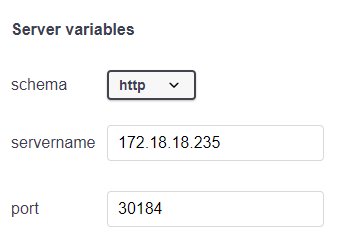 Server variables
schema http
servername 172.18.18.235
port 30184